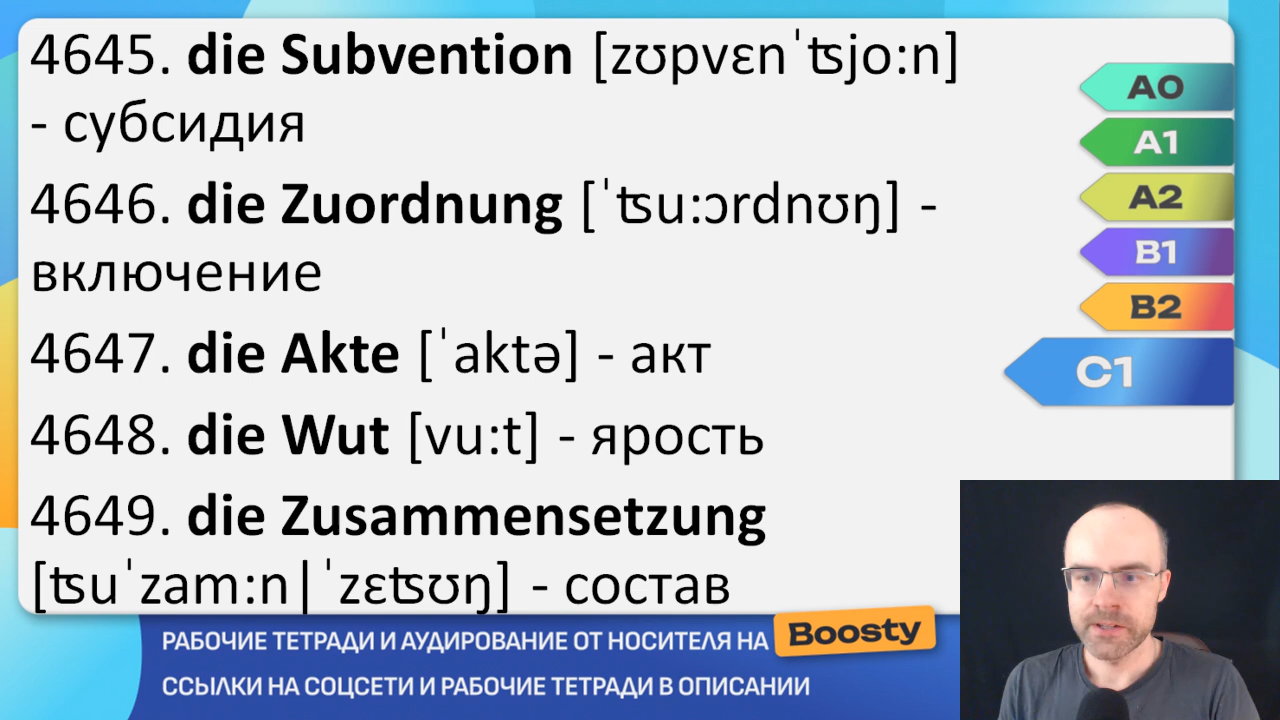 4645. die Subvention [zʊpvɛnˈʦjo:n]
- субсидия
4646. die Zuordnung [ˈʦu:ɔrdnʊŋ] -
включение
4647. die Akte [ˈaktə] - акт
4648. die Wut [vu:t] - ярость
4649. die Zusammensetzung
[ʦuˈzam:n|ˈzɛʦʊŋ] - состав
A0
A1
A2
B1
B2
C1
РАБОЧИЕ ТЕТРАДИ И АУДИРОВАНИЕ ОТ НОСИТЕЛЯ НА Boosty
ССЫЛКИ НА СОЦСЕТИ И РАБОЧИЕ ТЕТРАДИ В ОПИСАНИИ